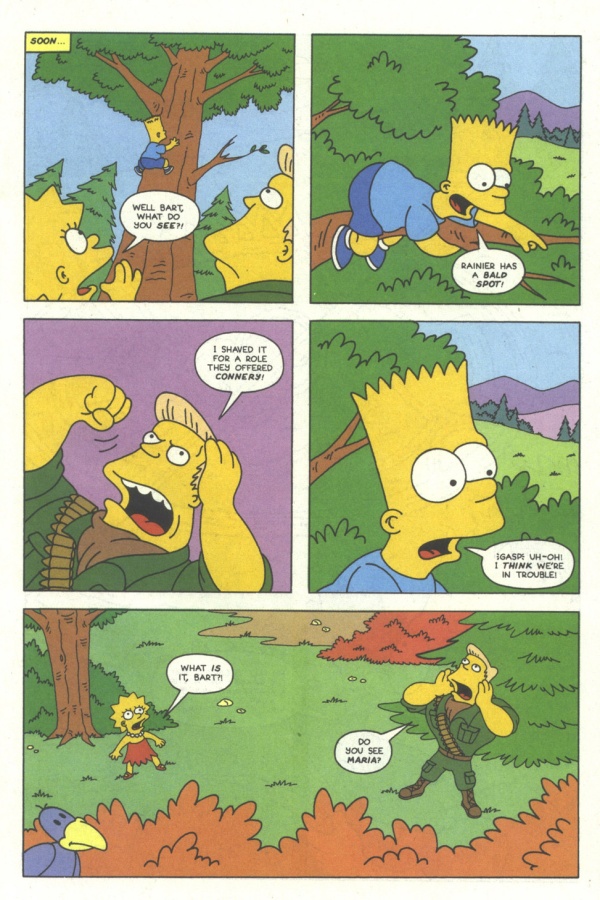 SOON...
WELL BART,
WHAT DO
YOU SEE?!
RAINIER HAS
A BALD
SPOT!
I SHAVED IT
FOR A ROLE
THEY OFFERED
CONNERY!
¡GASP! UH-OH!
I THINK WE'RE
IN TROUBLE!
WHAT IS
IT, BART?!
DO
YOU SEE
MARIA?